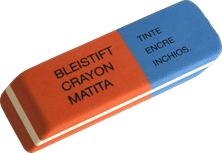 BLEISTIFT
CRAYON
MATITA
TINTE
ENCRE
INCHIOS.